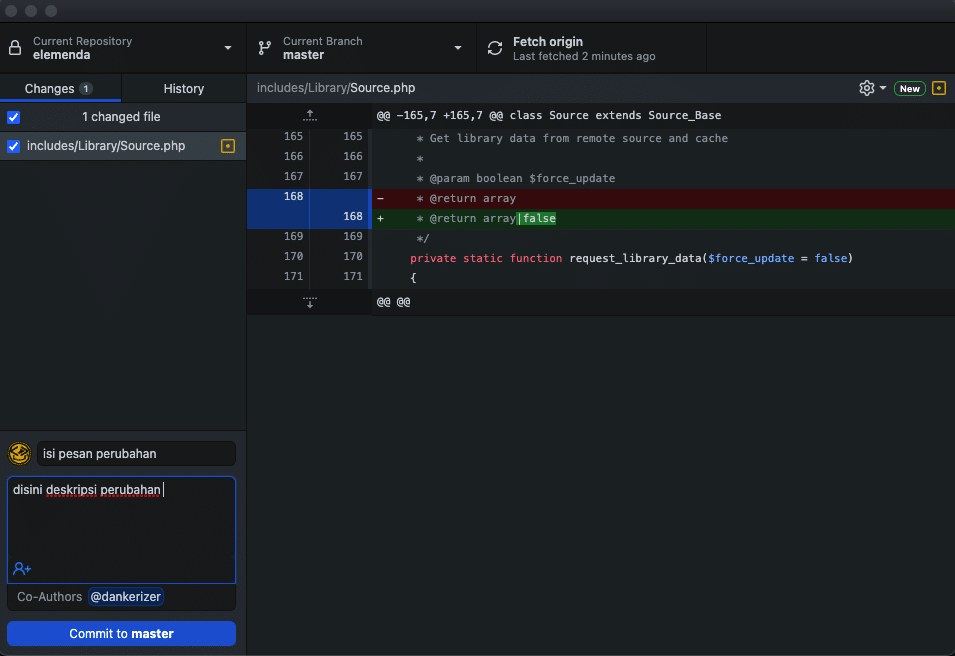 Current Repository
elemenda
Current Branch
master
Fetch origin
Last fetched 2 minutes ago
Changes 1
History
includes/Library/Source.php
New
1 changed file
includes/Library/Source.php
@@ -165,7 +165,7 @@ class Source extends Source_Base
165 165 * Get library data from remote source and cache
166 166 *
167 167 * @param boolean $force_update
168 - * @return array
168 + * @return array|false
169 169 */
170 170 private static function request_library_data($force_update = false)
171 171 {
@@ @@
isi pesan perubahan
disini deskripsi perubahan
Co-Authors @dankerizer
Commit to master